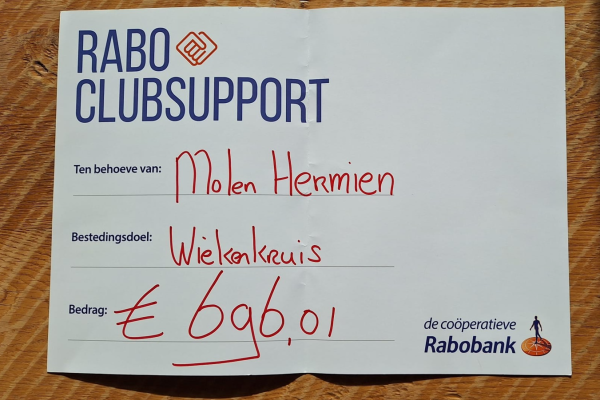 RABO
CLUBSUPPORT
Ten behoeve van: Molen Hermien
Bestedingsdoel: Wiekenkruis
Bedrag: € 696,01
de coöperatieve
Rabobank